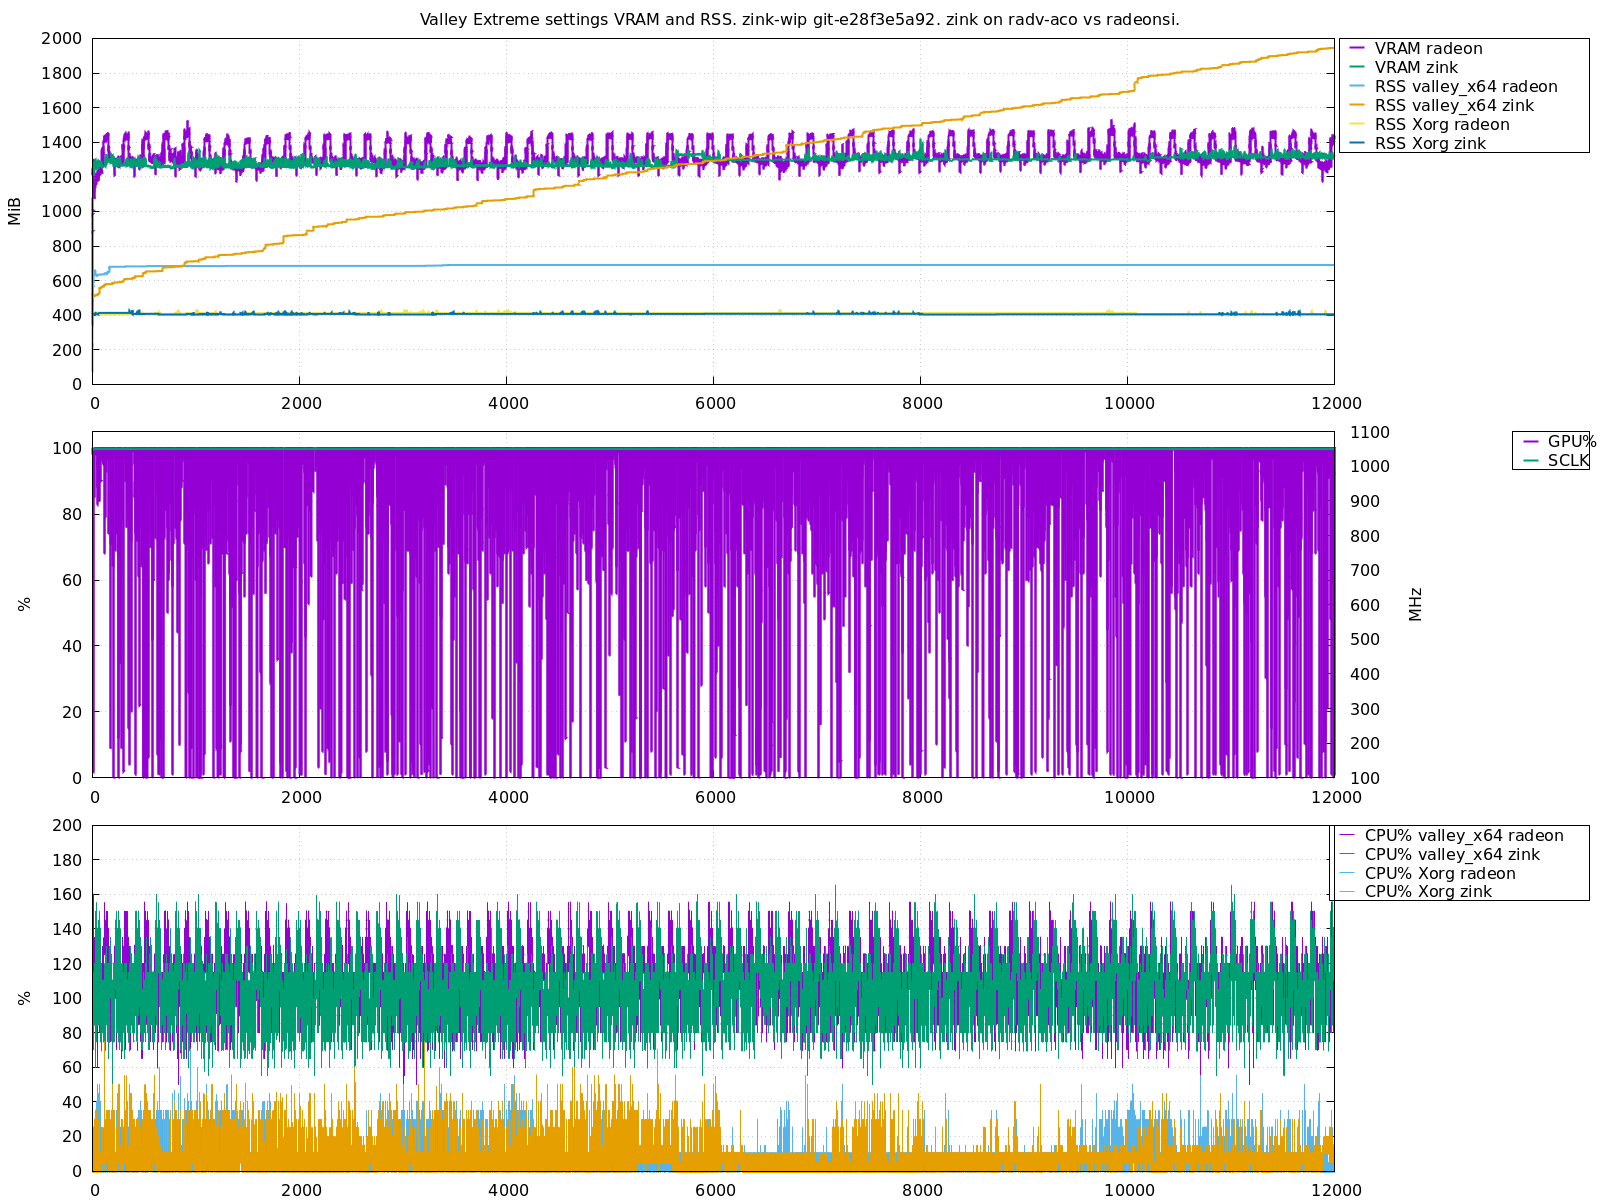 Valley Extreme settings VRAM and RSS. zink-wip git-e28f3e5a92. zink on radv-aco vs radeonsi.
2000
1800
1600
1400
1200
1000
800
600
400
200
0
MiB
0 2000 4000 6000 8000 10000 12000
VRAM radeon
VRAM zink
RSS valley_x64 radeon
RSS valley_x64 zink
RSS Xorg radeon
RSS Xorg zink
100
80
60
40
20
0
%
0 2000 4000 6000 8000 10000 12000
1100
1000
900
800
700
600
500
400
300
200
100
MHz
GPU%
SCLK
200
180
160
140
120
100
80
60
40
20
0
%
0 2000 4000 6000 8000 10000 12000
CPU% valley_x64 radeon
CPU% valley_x64 zink
CPU% Xorg radeon
CPU% Xorg zink